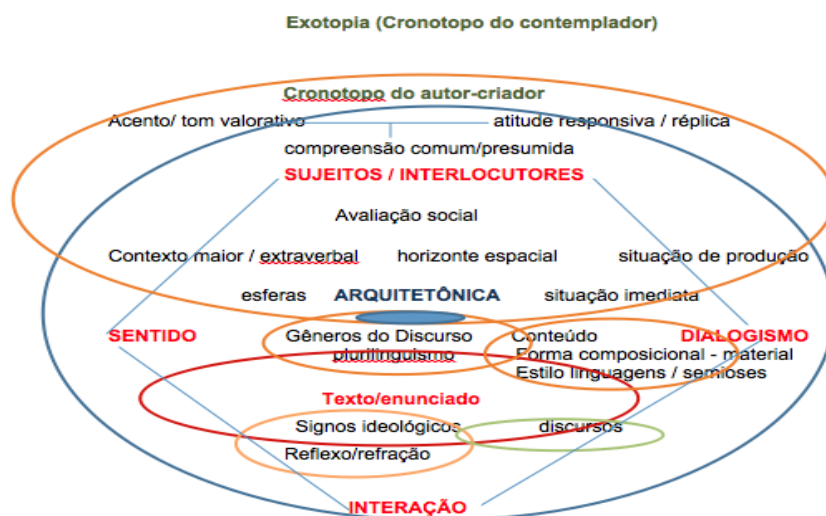 Exotopia (Cronotopo do contemplador)
Cronotopo do autor-criador
Acento/ tom valorativo atitude responsiva / réplica
compreensão comum/presumida
SUJEITOS / INTERLOCUTORES
Avaliação social
Contexto maior / extraverbal horizonte espacial situação de produção
esferas ARQUITETÔNICA situação imediata
SENTIDO Gêneros do Discurso Conteúdo DIALOGISMO
plurilinguismo Forma composicional - material
Estilo linguagens / semioses
Texto/enunciado
Signos ideológicos discursos
Reflexo/refração
INTERAÇÃO